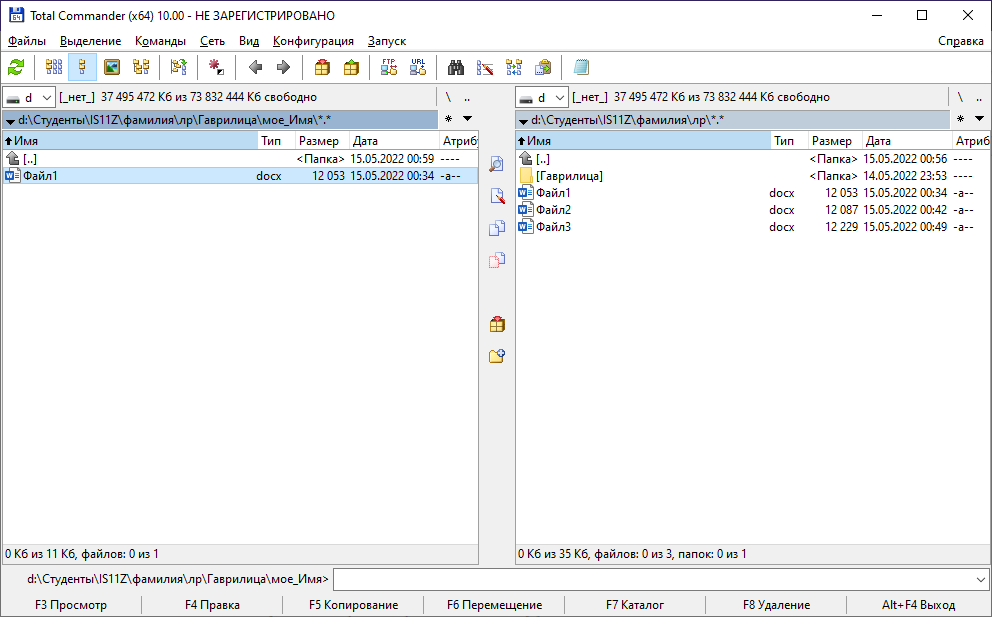 Total Commander (x64) 10.00 - НЕ ЗАРЕГИСТРИРОВАНО
Файлы Выделение Команды Сеть Вид Конфигурация Запуск Справка
FTP URL
d [_нет_] 37 495 472 Кб из 73 832 444 Кб свободно \ ..
d:\Студенты\IS11Z\фамилия\лр\Гаврилица\мое_Имя\*.* *
Имя Тип Размер Дата Атрибу
[..] <Папка> 15.05.2022 00:59 ----
Файл1 docx 12 053 15.05.2022 00:34 -a--
0 Кб из 11 Кб, файлов: 0 из 1
d [_нет_] 37 495 472 Кб из 73 832 444 Кб свободно \ ..
d:\Студенты\IS11Z\фамилия\лр\*.* *
Имя Тип Размер Дата Атриб
[..] <Папка> 15.05.2022 00:56 ----
[Гаврилица] <Папка> 14.05.2022 23:53 ----
Файл1 docx 12 053 15.05.2022 00:34 -a--
Файл2 docx 12 087 15.05.2022 00:42 -a--
Файл3 docx 12 229 15.05.2022 00:49 -a--
0 Кб из 35 Кб, файлов: 0 из 3, папок: 0 из 1
d:\Студенты\IS11Z\фамилия\лр\Гаврилица\мое_Имя>
F3 Просмотр F4 Правка F5 Копирование F6 Перемещение F7 Каталог F8 Удаление Alt+F4 Выход